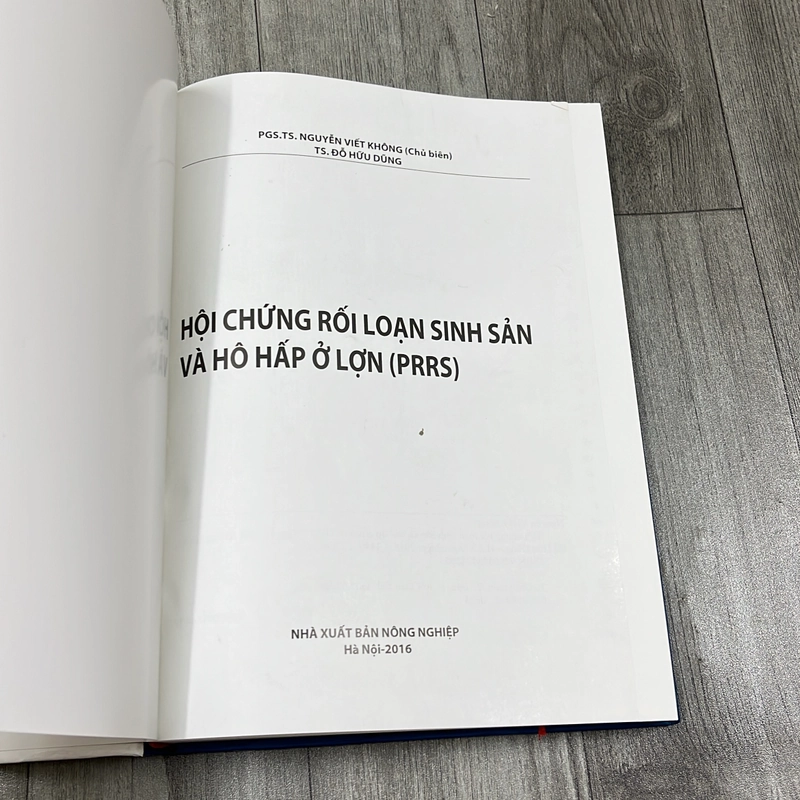 PGS.TS. NGUYỄN VIẾT KHÔNG (Chủ biên)
TS. ĐỖ HỮU DŨNG
HỘI CHỨNG RỐI LOẠN SINH SẢN
VÀ HÔ HẤP Ở LỢN (PRRS)
NHÀ XUẤT BẢN NÔNG NGHIỆP
Hà Nội-2016